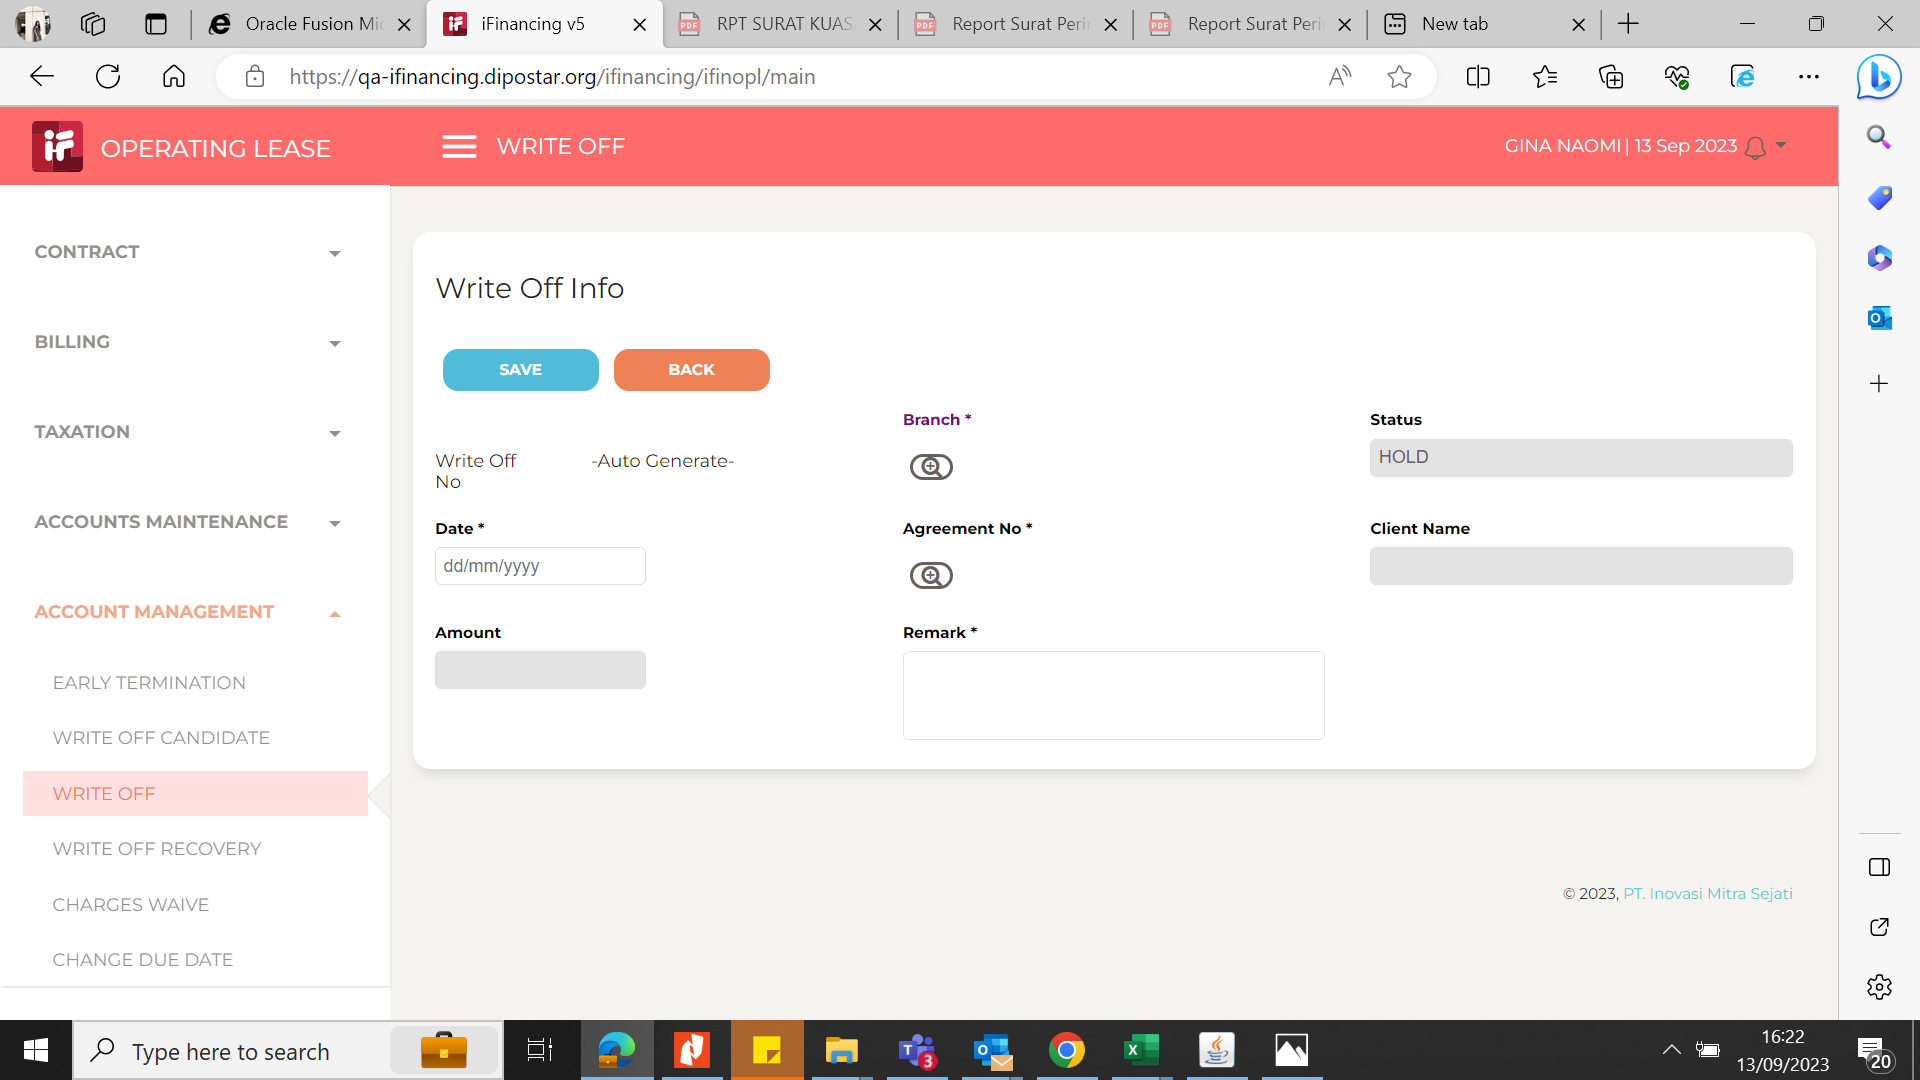 Oracle Fusion Mi
iFinancing v5
RPT SURAT KUAS
Report Surat Peri
Report Surat Peri
New tab
https://qa-ifinancing.dipostar.org/ifinancing/ifinopl/main
iF OPERATING LEASE
WRITE OFF
GINA NAOMI | 13 Sep 2023
CONTRACT
BILLING
TAXATION
ACCOUNTS MAINTENANCE
ACCOUNT MANAGEMENT
EARLY TERMINATION
WRITE OFF CANDIDATE
WRITE OFF
WRITE OFF RECOVERY
CHARGES WAIVE
CHANGE DUE DATE
Write Off Info
SAVE
BACK
Write Off
No
-Auto Generate-
Branch *
Status
HOLD
Date *
dd/mm/yyyy
Agreement No *
Client Name
Amount
Remark *
© 2023, PT. Inovasi Mitra Sejati
Type here to search
3
16:22
13/09/2023
20